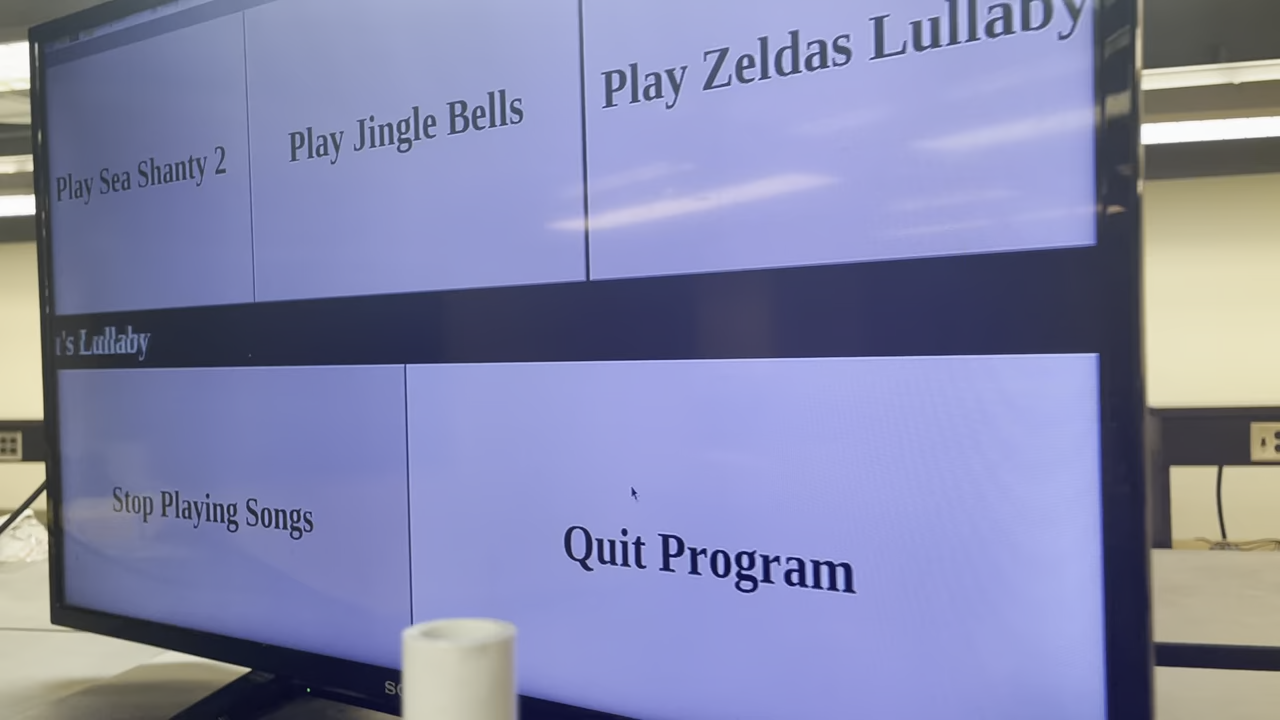 Play Sea Shanty 2
Play Jingle Bells
Play Zeldas Lullaby
's Lullaby
Stop Playing Songs
Quit Program